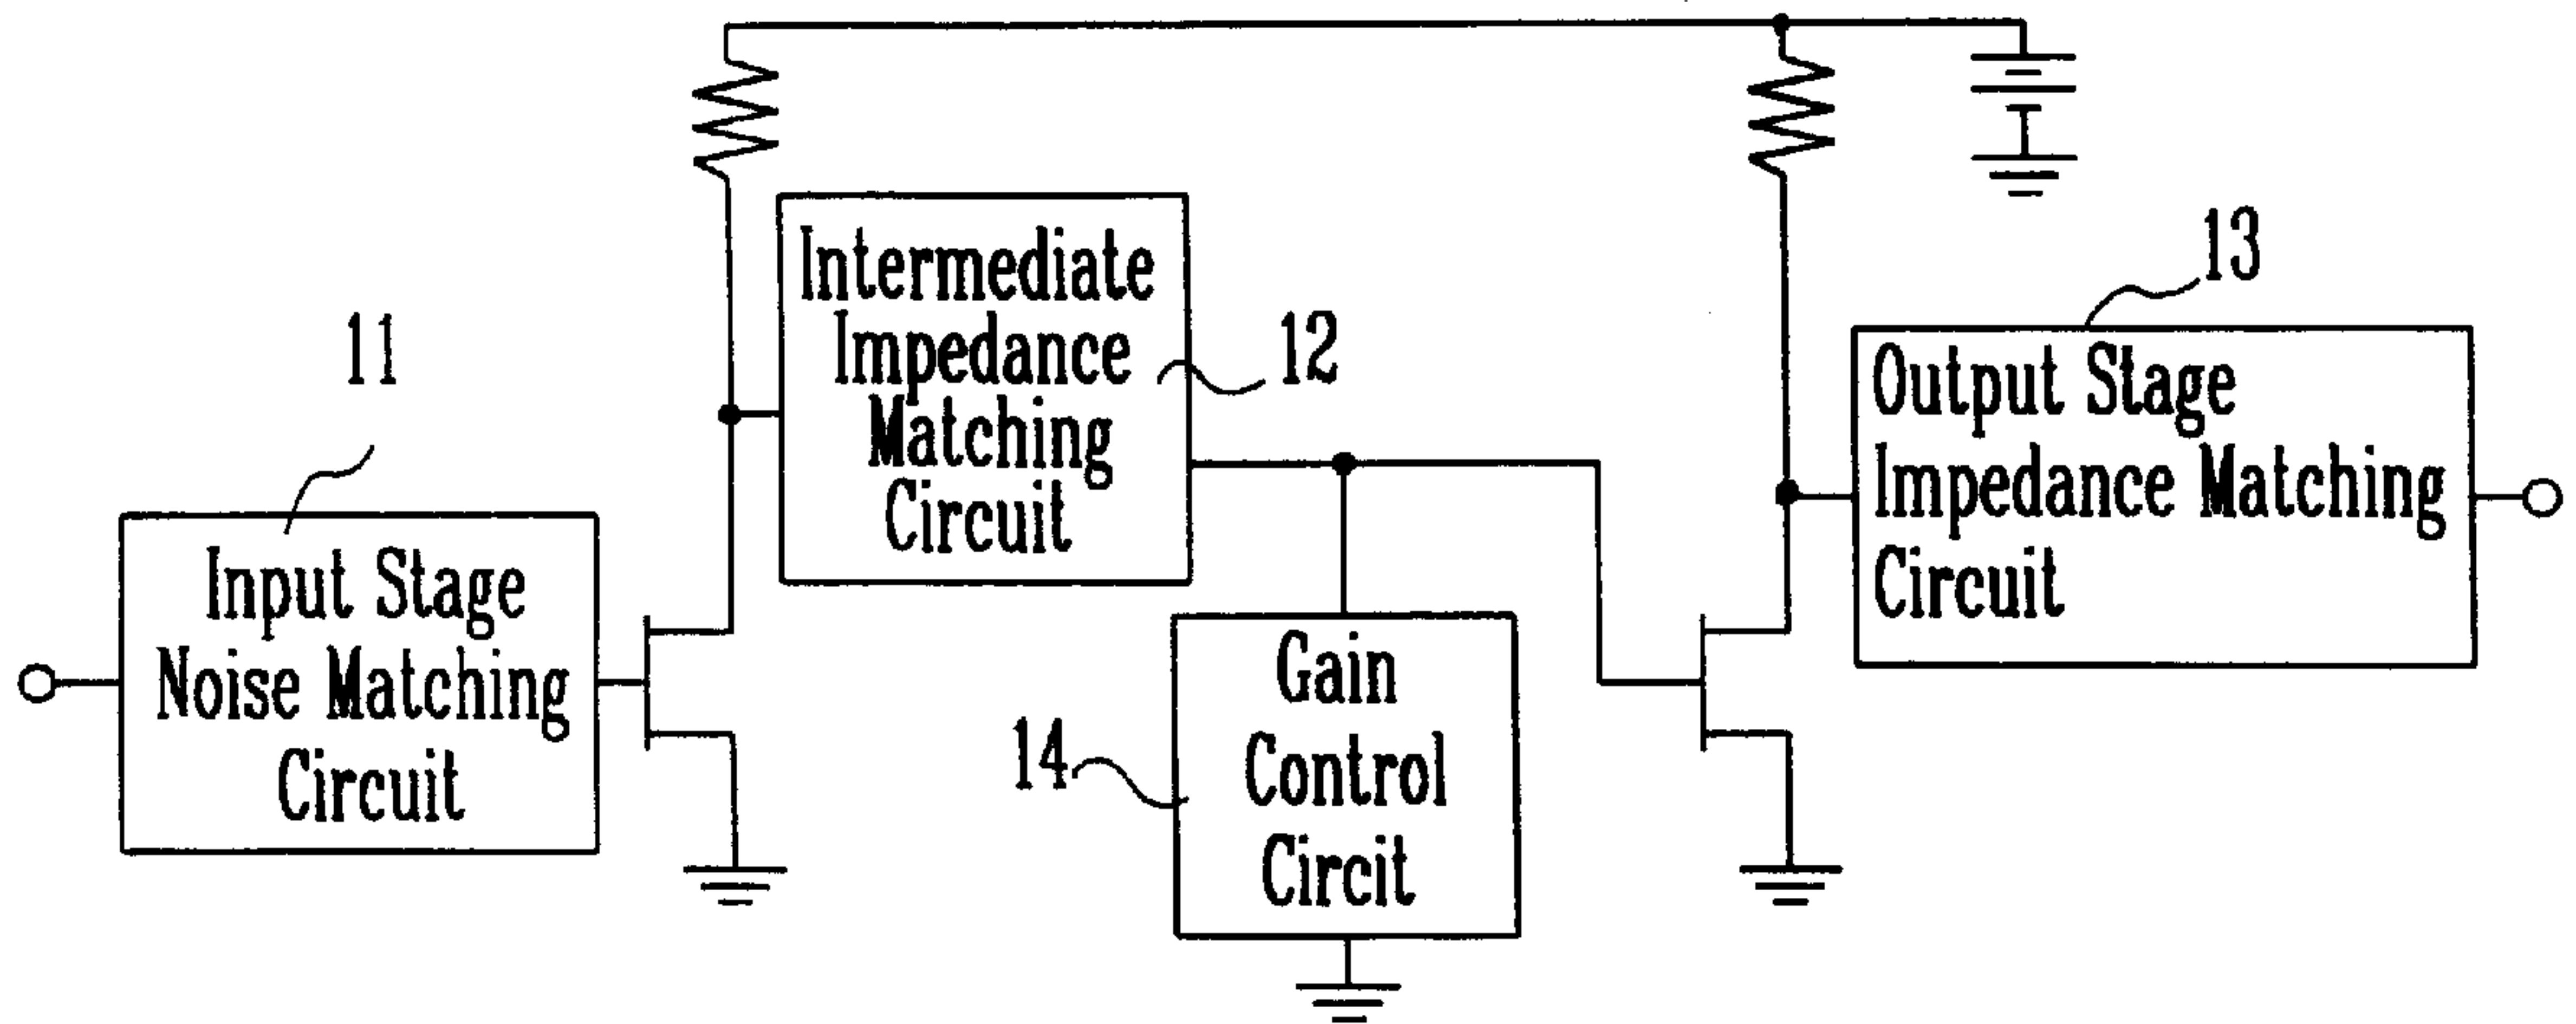 11
Input Stage
Noise Matching
Circuit
Intermediate
Impedance
Matching
Circuit
12
Gain
Control
Circit
14
13
Output Stage
Impedance Matching
Circuit